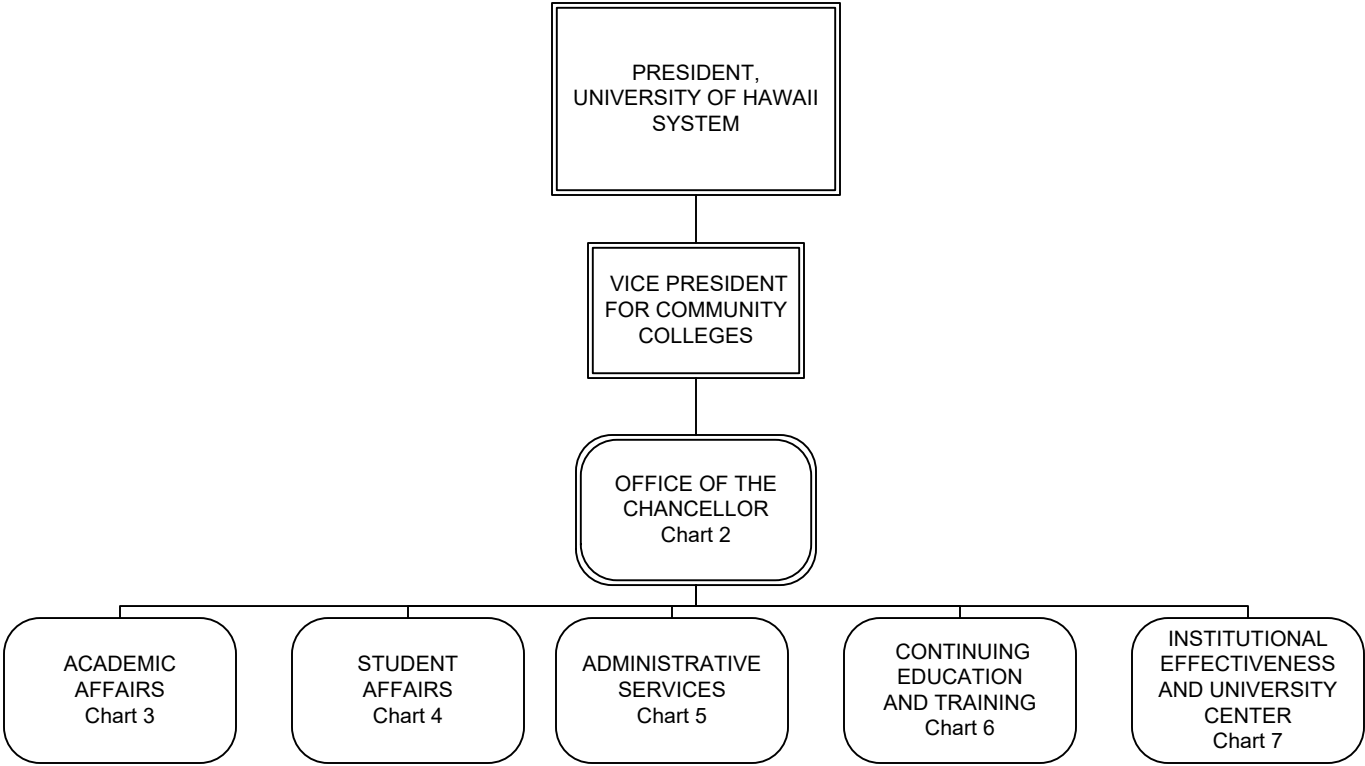 PRESIDENT,
UNIVERSITY OF HAWAII
SYSTEM
VICE PRESIDENT
FOR COMMUNITY
COLLEGES
OFFICE OF THE
CHANCELLOR
Chart 2
ACADEMIC
AFFAIRS
Chart 3
STUDENT
AFFAIRS
Chart 4
ADMINISTRATIVE
SERVICES
Chart 5
CONTINUING
EDUCATION
AND TRAINING
Chart 6
INSTITUTIONAL
EFFECTIVENESS
AND UNIVERSITY
CENTER
Chart 7